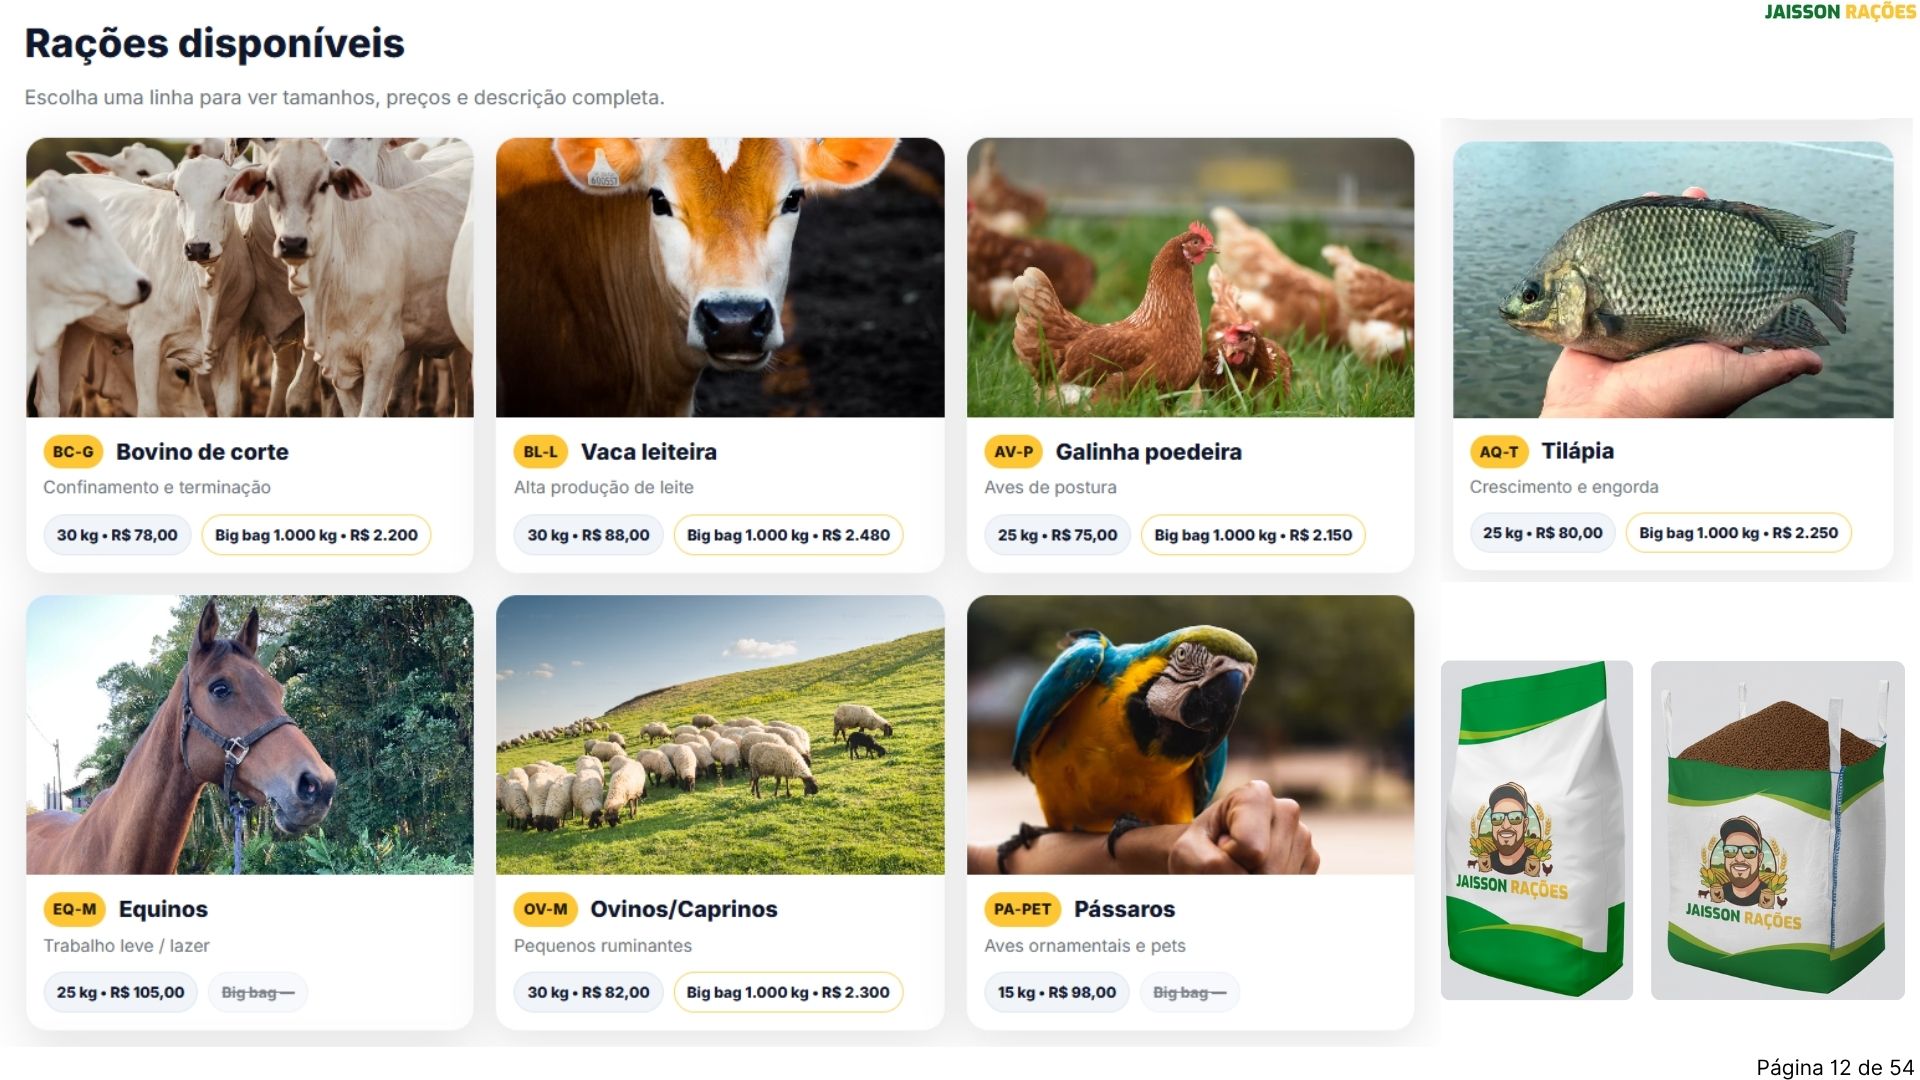 JAISSON RAÇÕES
Rações disponíveis
Escolha uma linha para ver tamanhos, preços e descrição completa.
600557
BC-G Bovino de corte
Confinamento e terminação
30 kg • R$ 78,00 Big bag 1.000 kg • R$ 2.200
BL-L Vaca leiteira
Alta produção de leite
30 kg • R$ 88,00 Big bag 1.000 kg • R$ 2.480
AV-P Galinha poedeira
Aves de postura
25 kg • R$ 75,00 Big bag 1.000 kg • R$ 2.150
AQ-T Tilápia
Crescimento e engorda
25 kg • R$ 80,00 Big bag 1.000 kg • R$ 2.250
EQ-M Equinos
Trabalho leve / lazer
25 kg • R$ 105,00 Big bag —
OV-M Ovinos/Caprinos
Pequenos ruminantes
30 kg • R$ 82,00 Big bag 1.000 kg • R$ 2.300
PA-PET Pássaros
Aves ornamentais e pets
15 kg • R$ 98,00 Big bag —
JAISSON RAÇÕES
JAISSON RAÇÕES
Página 12 de 54